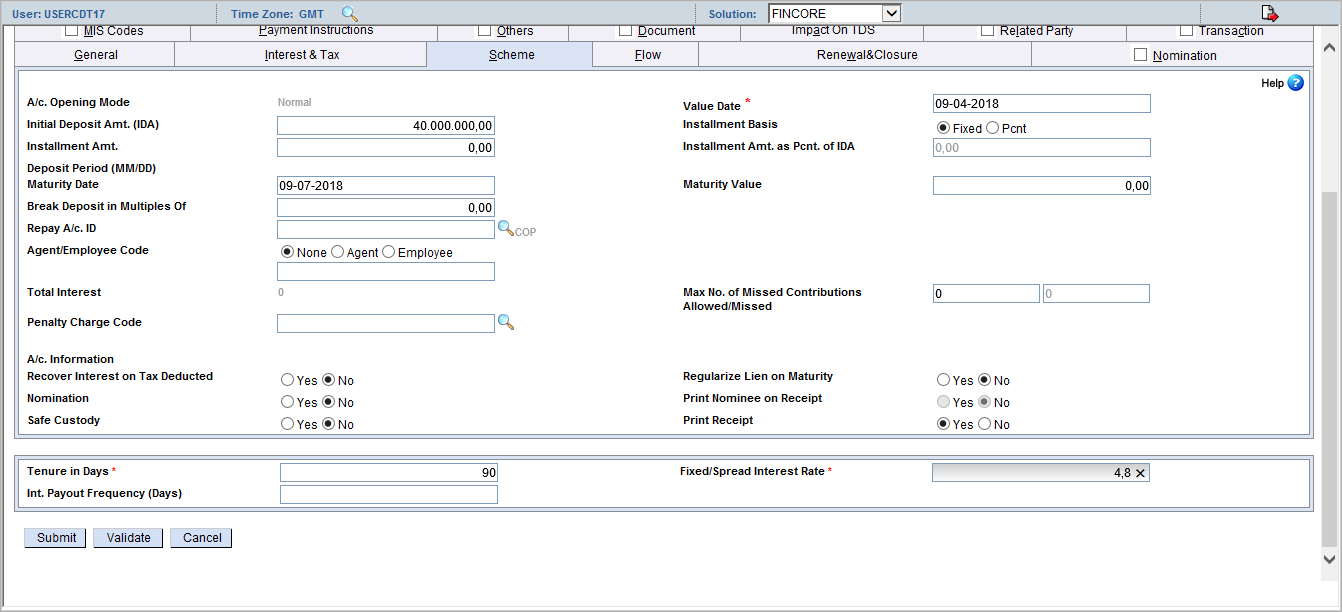 User: USERCDT17 Time Zone: GMT Solution: FINCORE
MIS Codes Payment Instructions Others Document Impact On TDS Related Party Transaction
General Interest & Tax Scheme Flow Renewal&Closure Nomination
Help ?
A/c. Opening Mode Normal Value Date * 09-04-2018
Initial Deposit Amt. (IDA) 40.000.000,00 Installment Basis Fixed Pcnt
Installment Amt. 0,00 Installment Amt. as Pcnt. of IDA 0,00
Deposit Period (MM/DD)
Maturity Date 09-07-2018 Maturity Value 0,00
Break Deposit in Multiples Of 0,00
Repay A/c. ID COP
Agent/Employee Code None Agent Employee
Total Interest 0 Max No. of Missed Contributions 0 0
Allowed/Missed
Penalty Charge Code
A/c. Information
Recover Interest on Tax Deducted Yes No Regularize Lien on Maturity Yes No
Nomination Yes No Print Nominee on Receipt Yes No
Safe Custody Yes No Print Receipt Yes No
Tenure in Days * 90 Fixed/Spread Interest Rate * 4,8
Int. Payout Frequency (Days)
Submit Validate Cancel